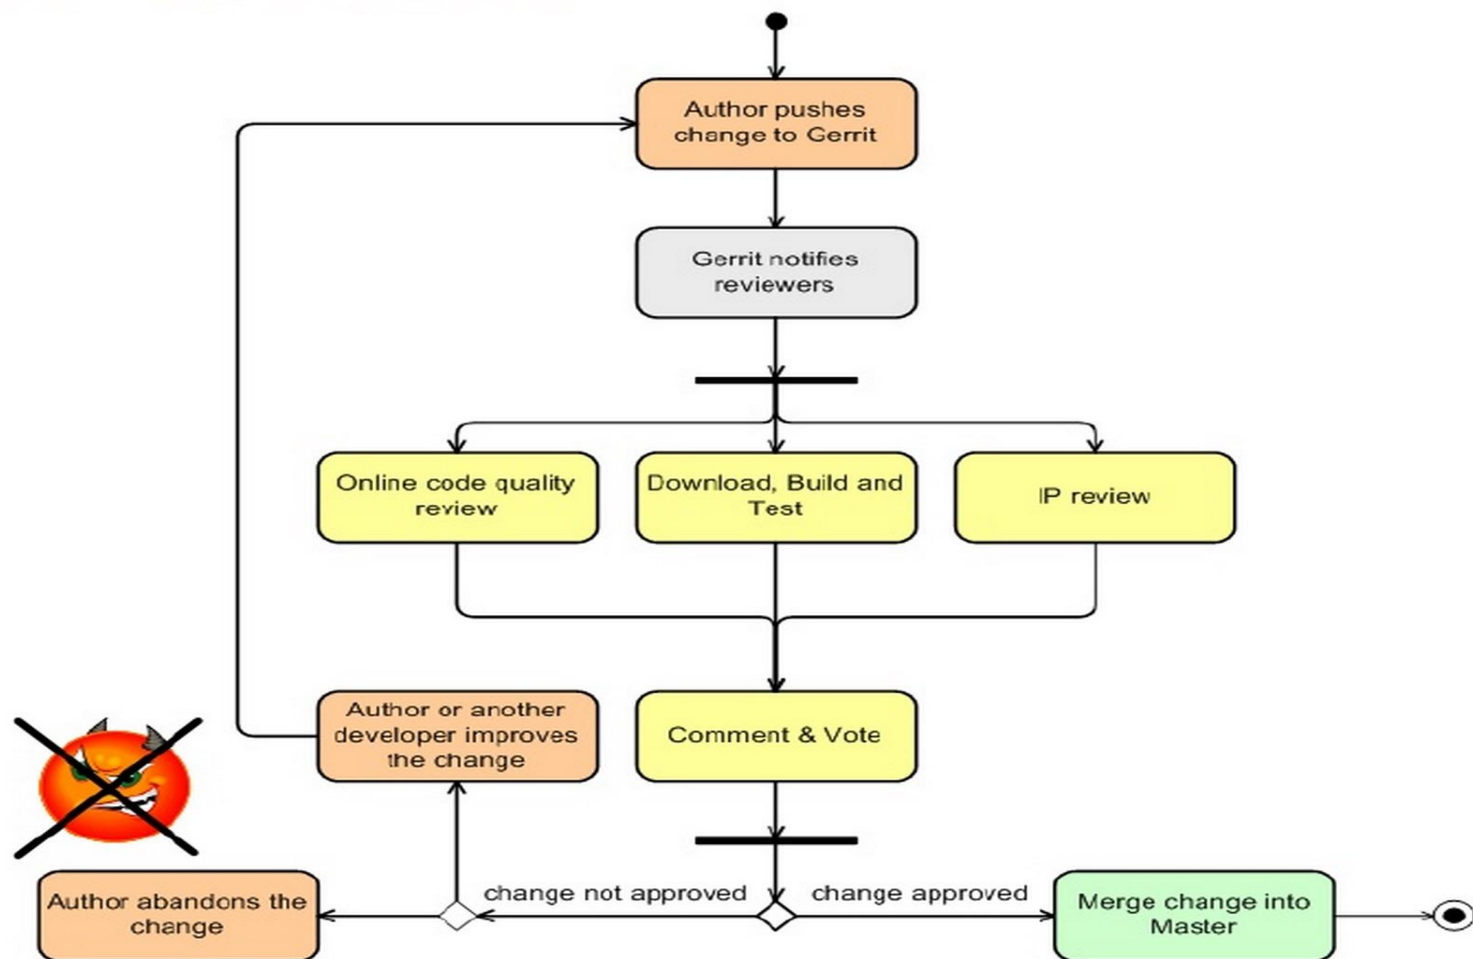 Author pushes
change to Gerrit
Gerrit notifies
reviewers
Online code quality
review
Download, Build and
Test
IP review
Author or another
developer improves
the change
Comment & Vote
change not approved
change approved
Author abandons the
change
Merge change into
Master